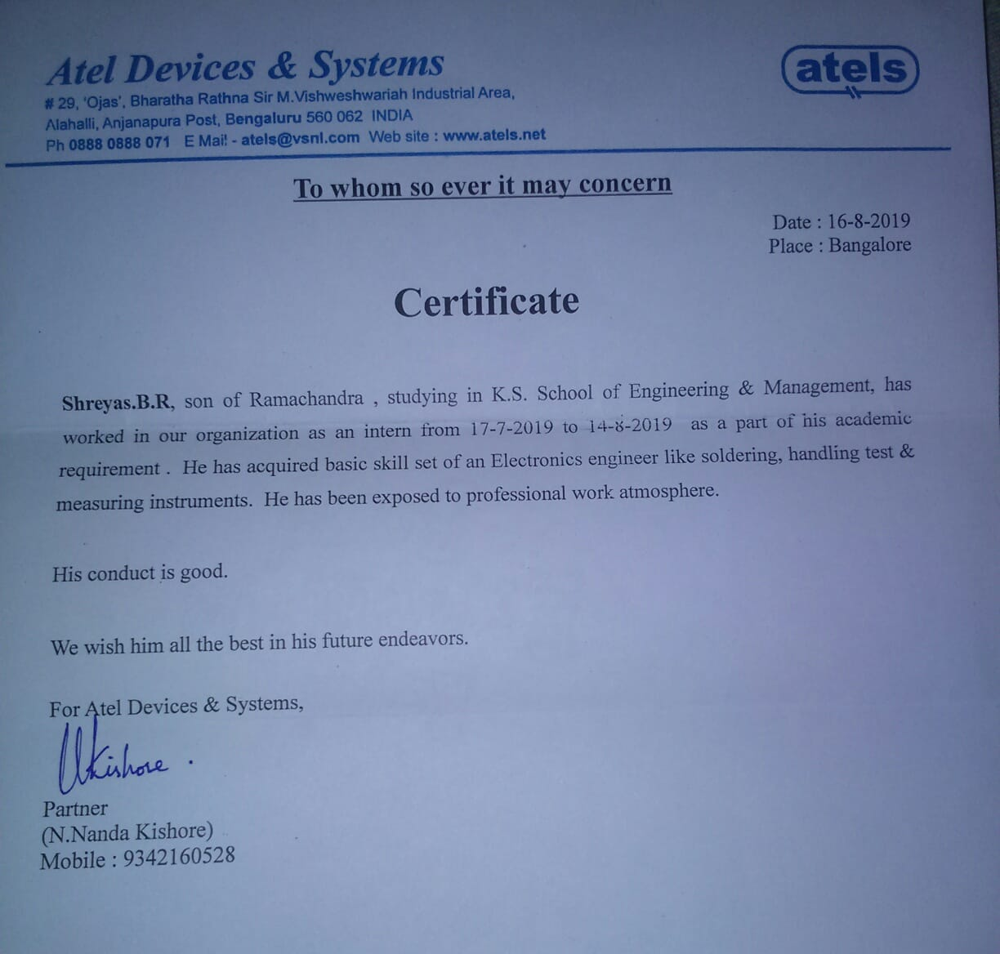 Atel Devices & Systems
atels
# 29, 'Ojas', Bharatha Rathna Sir M.Vishweshwariah Industrial Area,
Alahalli, Anjanapura Post, Bengaluru 560 062 INDIA
Ph 0888 0888 071 E Mail - atels@vsnl.com Web site : www.atels.net
To whom so ever it may concern
Date : 16-8-2019
Place : Bangalore
Certificate
Shreyas.B.R, son of Ramachandra , studying in K.S. School of Engineering & Management, has
worked in our organization as an intern from 17-7-2019 to 14-8-2019 as a part of his academic
requirement . He has acquired basic skill set of an Electronics engineer like soldering, handling test &
measuring instruments. He has been exposed to professional work atmosphere.
His conduct is good.
We wish him all the best in his future endeavors.
For Atel Devices & Systems,
Kishore .
Partner
(N.Nanda Kishore)
Mobile : 9342160528